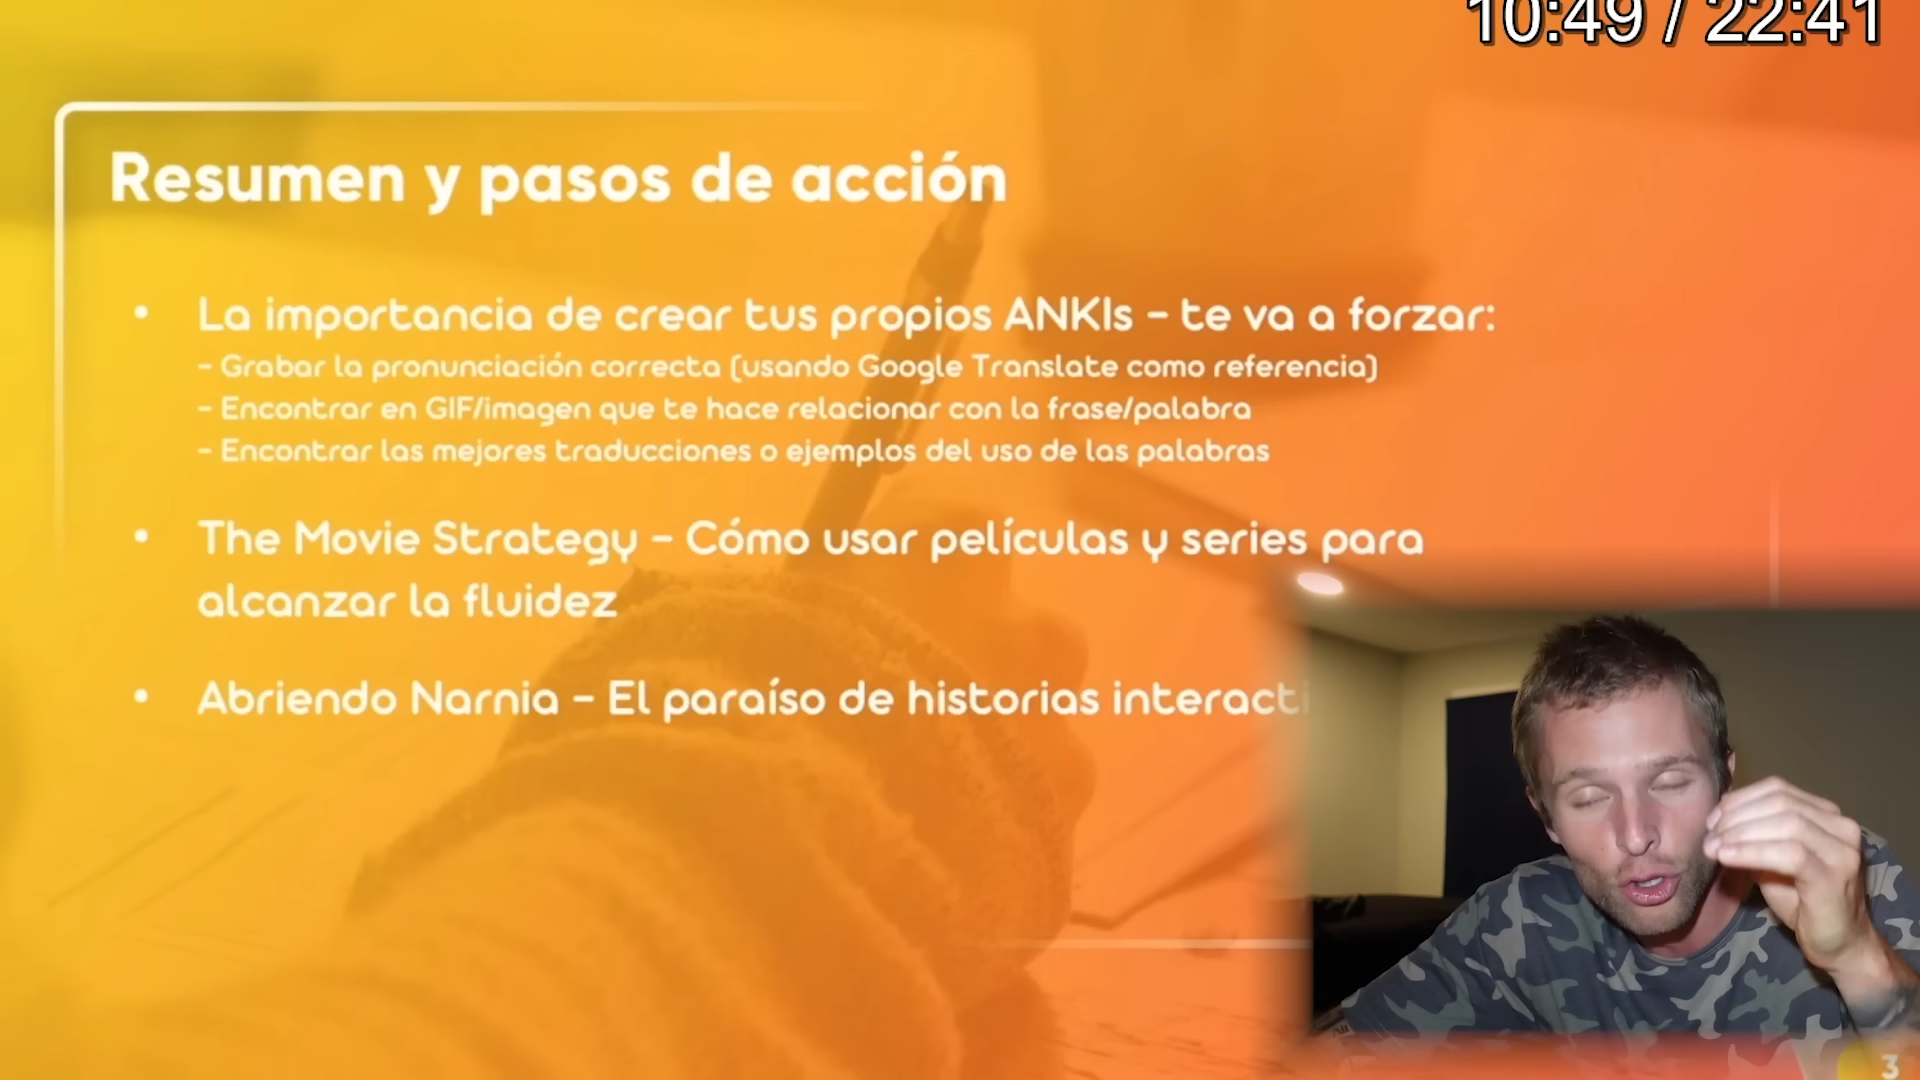 10:49 / 22:41
Resumen y pasos de acción
• La importancia de crear tus propios ANKIs – te va a forzar:
– Grabar la pronunciación correcta (usando Google Translate como referencia)
– Encontrar en GIF/imagen que te hace relacionar con la frase/palabra
– Encontrar las mejores traducciones o ejemplos del uso de las palabras
• The Movie Strategy – Cómo usar películas y series para
alcanzar la fluidez
• Abriendo Narnia – El paraíso de historias interacti
3